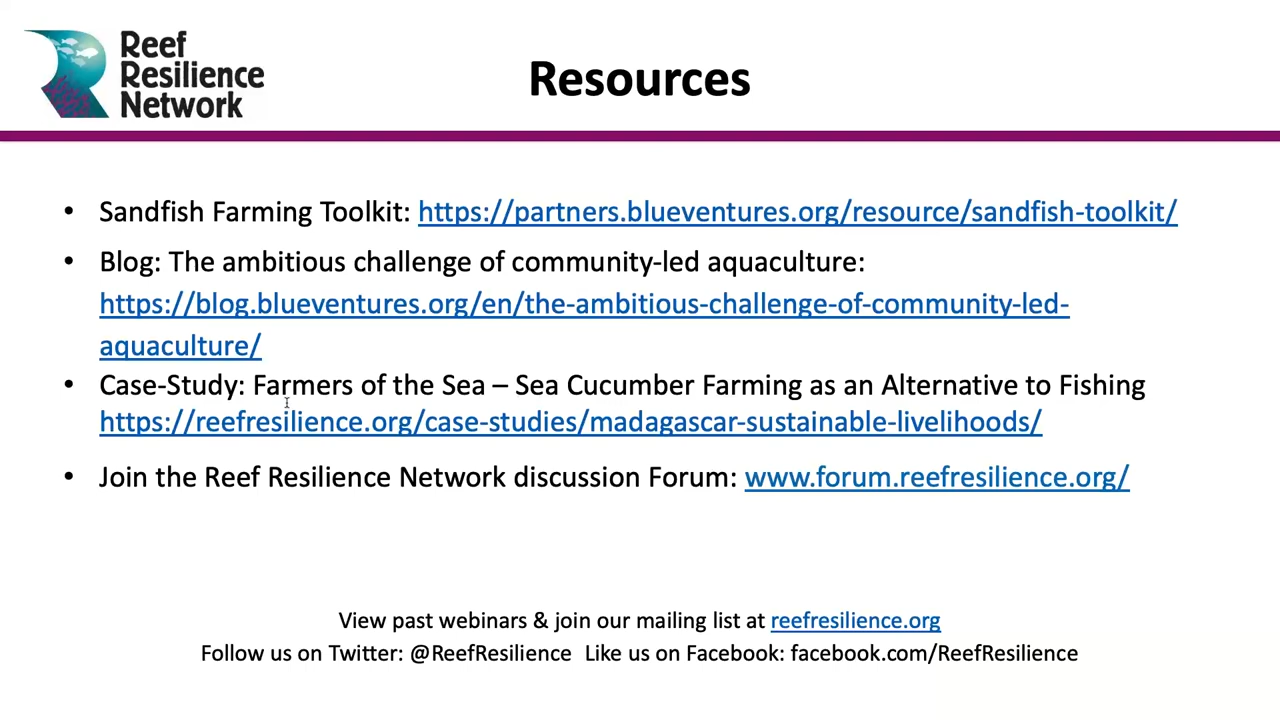 Reef
Resilience
Network
Resources
• Sandfish Farming Toolkit: https://partners.blueventures.org/resource/sandfish-toolkit/
• Blog: The ambitious challenge of community-led aquaculture:
https://blog.blueventures.org/en/the-ambitious-challenge-of-community-led-
aquaculture/
• Case-Study: Farmers of the Sea – Sea Cucumber Farming as an Alternative to Fishing
https://reefresilience.org/case-studies/madagascar-sustainable-livelihoods/
• Join the Reef Resilience Network discussion Forum: www.forum.reefresilience.org/
View past webinars & join our mailing list at reefresilience.org
Follow us on Twitter: @ReefResilience Like us on Facebook: facebook.com/ReefResilience